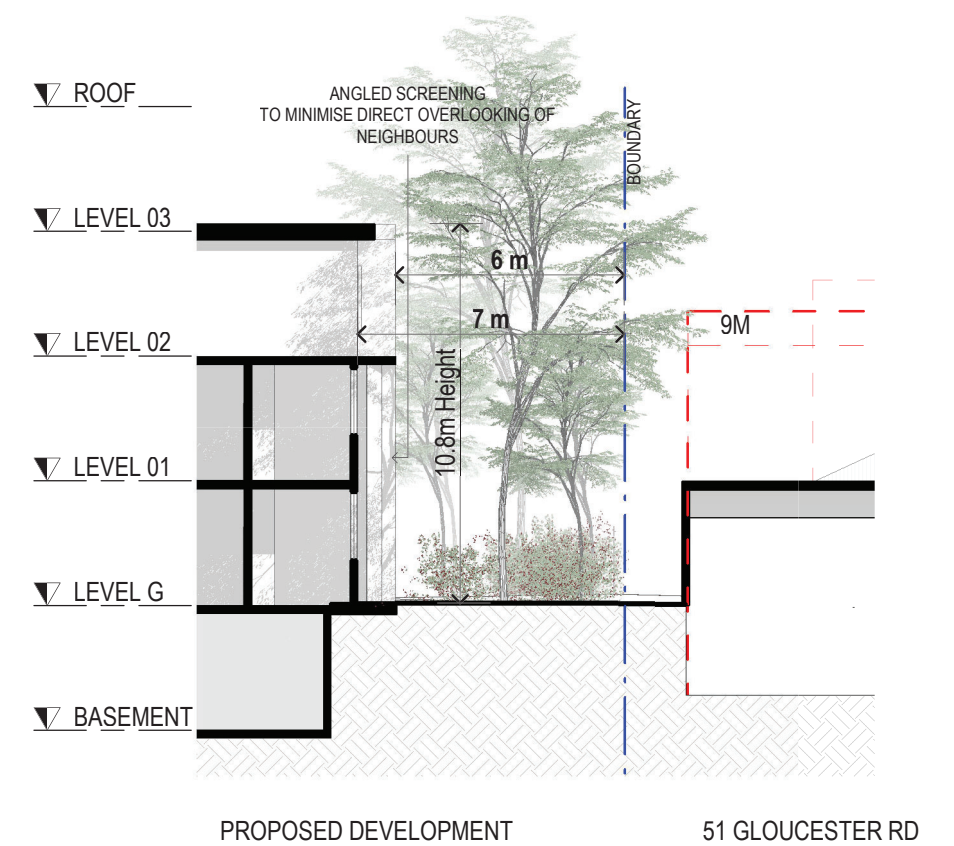 ROOF
ANGLED SCREENING
TO MINIMISE DIRECT OVERLOOKING OF
NEIGHBOURS
BOUNDARY
LEVEL 03
6 m
7 m
9M
LEVEL 02
10.8m Height
LEVEL 01
LEVEL G
BASEMENT
PROPOSED DEVELOPMENT
51 GLOUCESTER RD